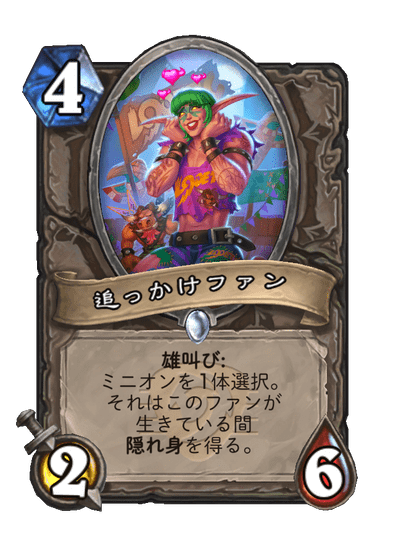 4
追っかけファン
雄叫び:
ミニオンを1体選択。
それはこのファンが
生きている間
隠れ身を得る。
2
6